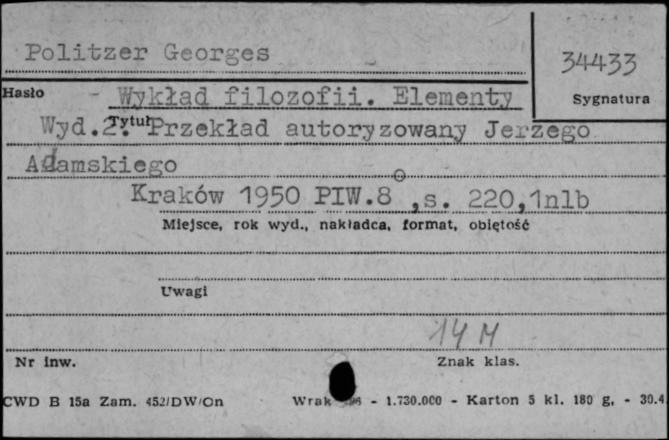 Politzer Georges
34433
Hasło - Wykład filozofii. Elementy
Sygnatura
Wyd.2. Tytuł Przekład autoryzowany Jerzego
Adamskiego
Kraków 1950 PIW.8o,s. 220,1nlb
Miejsce, rok wyd., nakładca, format, objętość
Uwagi
14 M
Nr inw. Znak klas.
CWD B 15a Zam. 452/DW/On - 1.730.000 - Karton 5 kl. 180 g. - 30.4